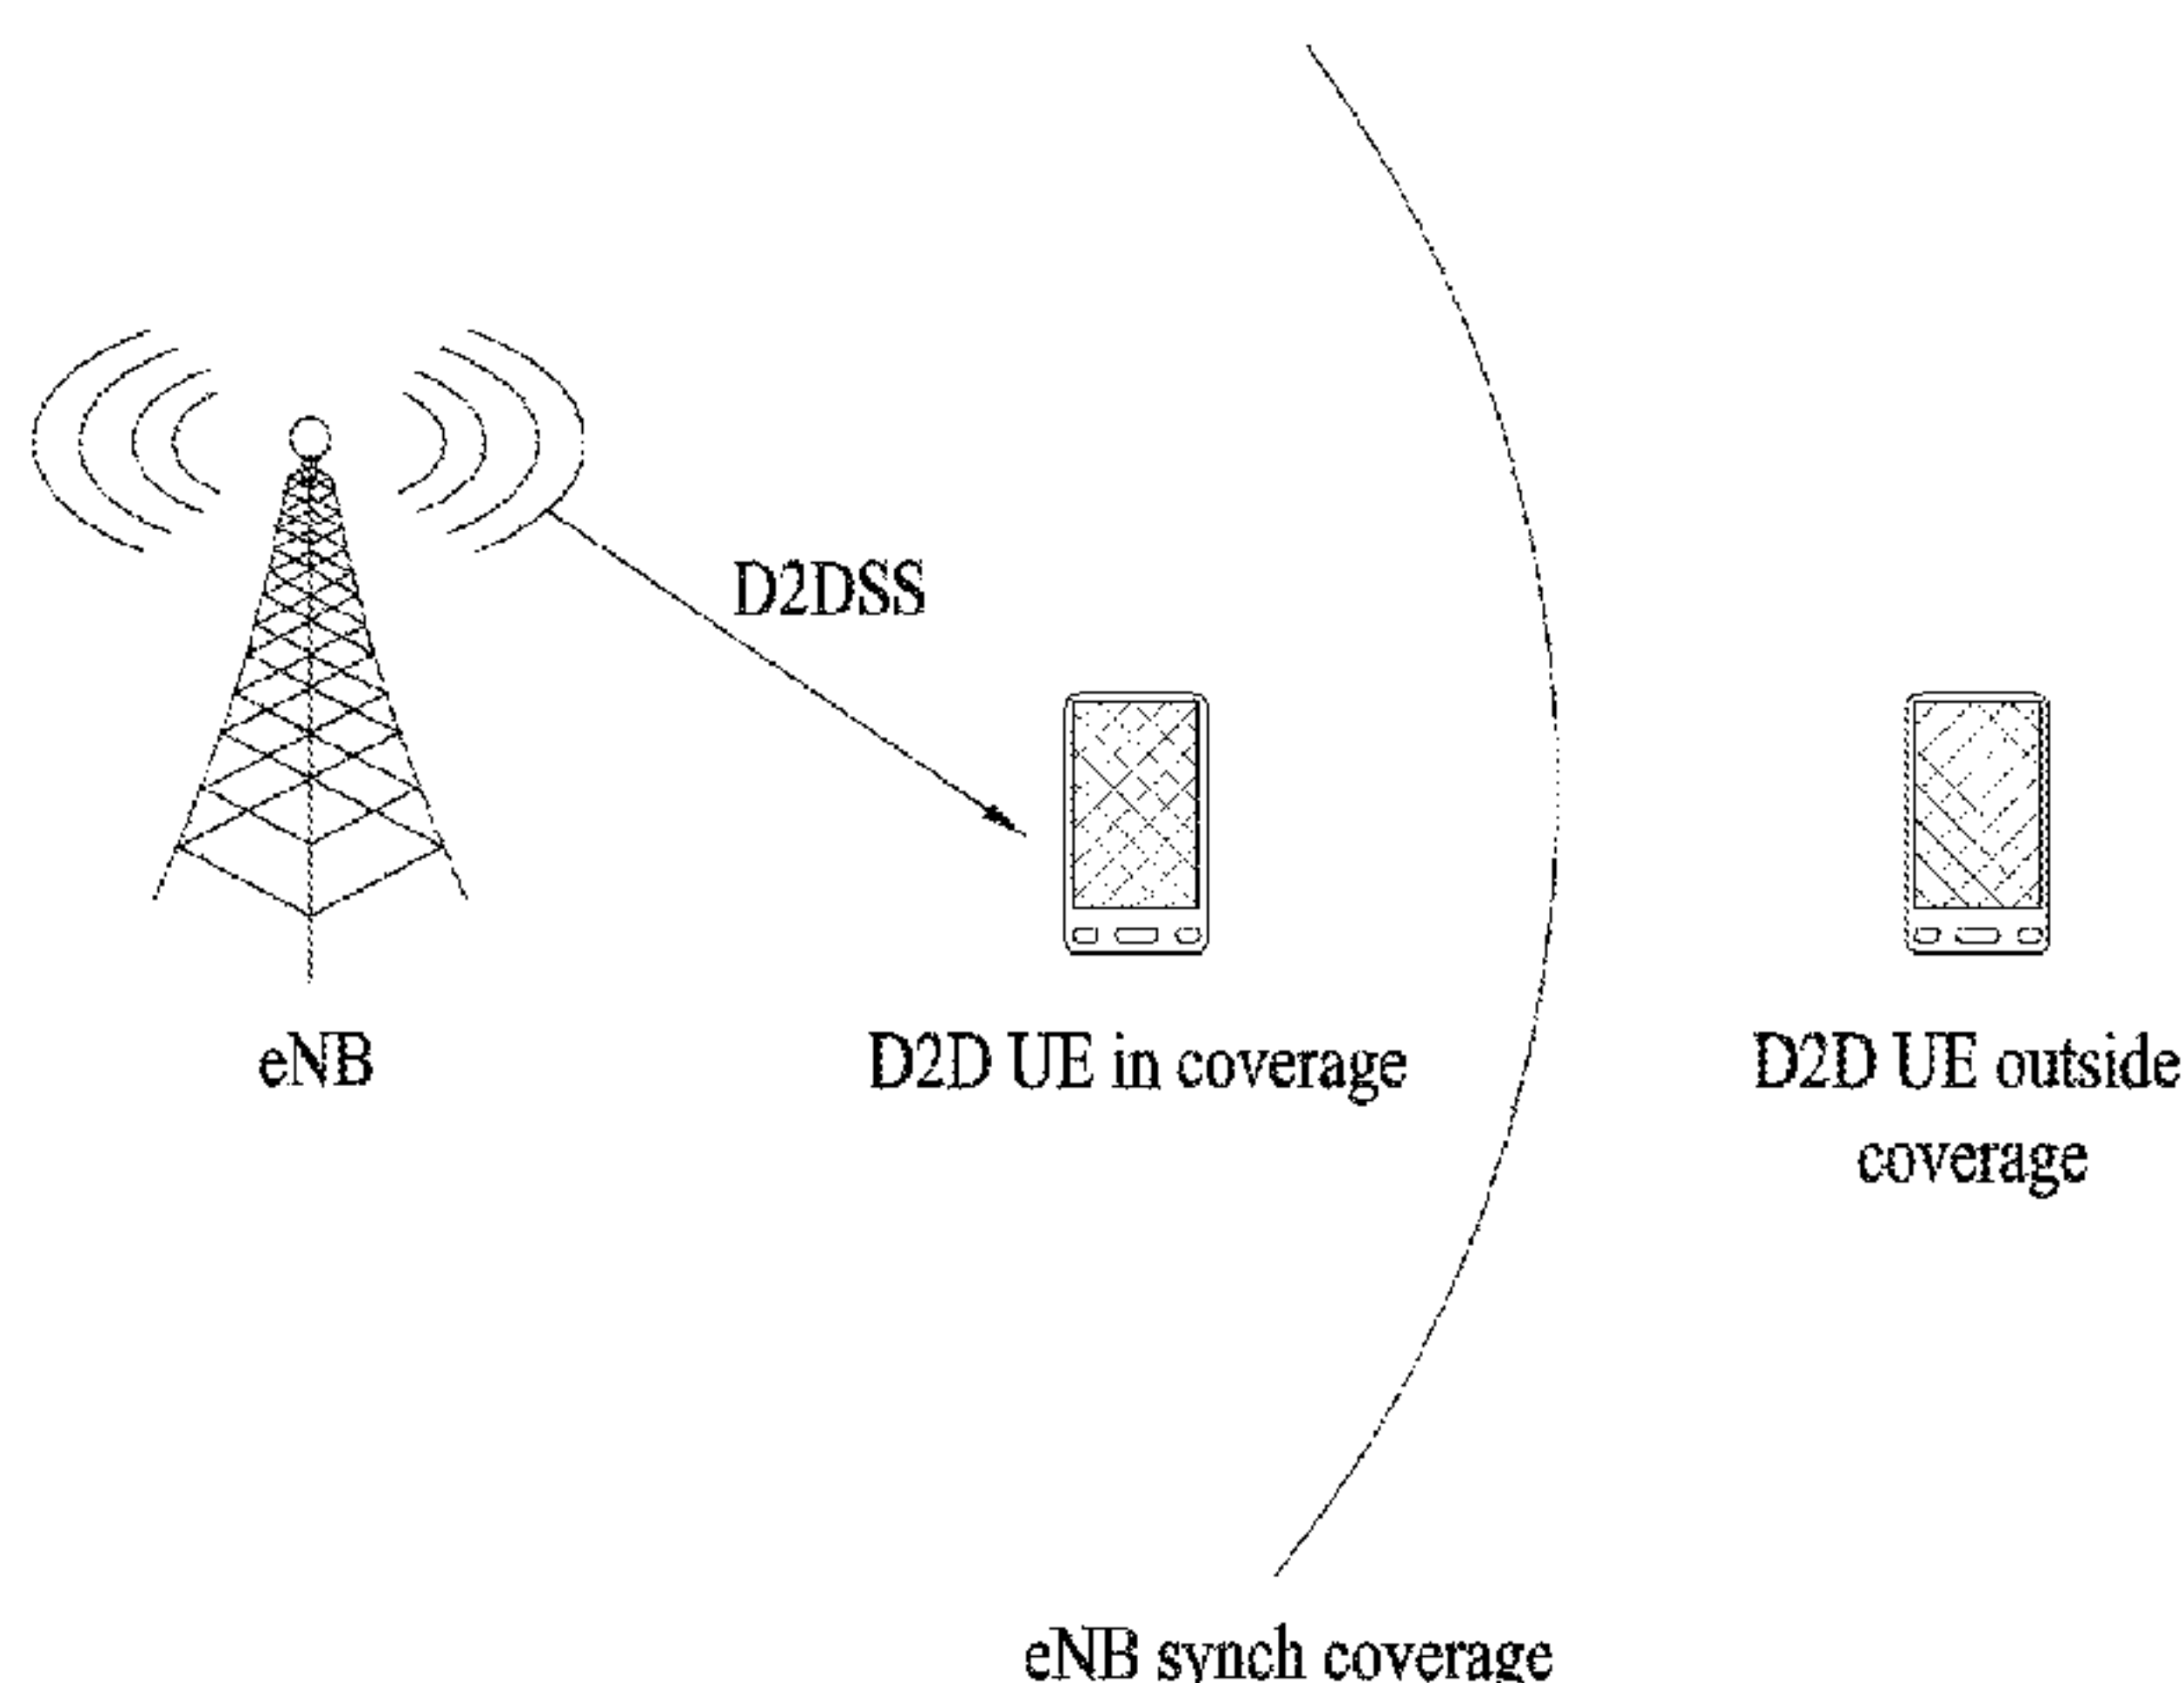 D2DSS
eNB
D2D UE in coverage
D2D UE outside
coverage
eNB synch coverage